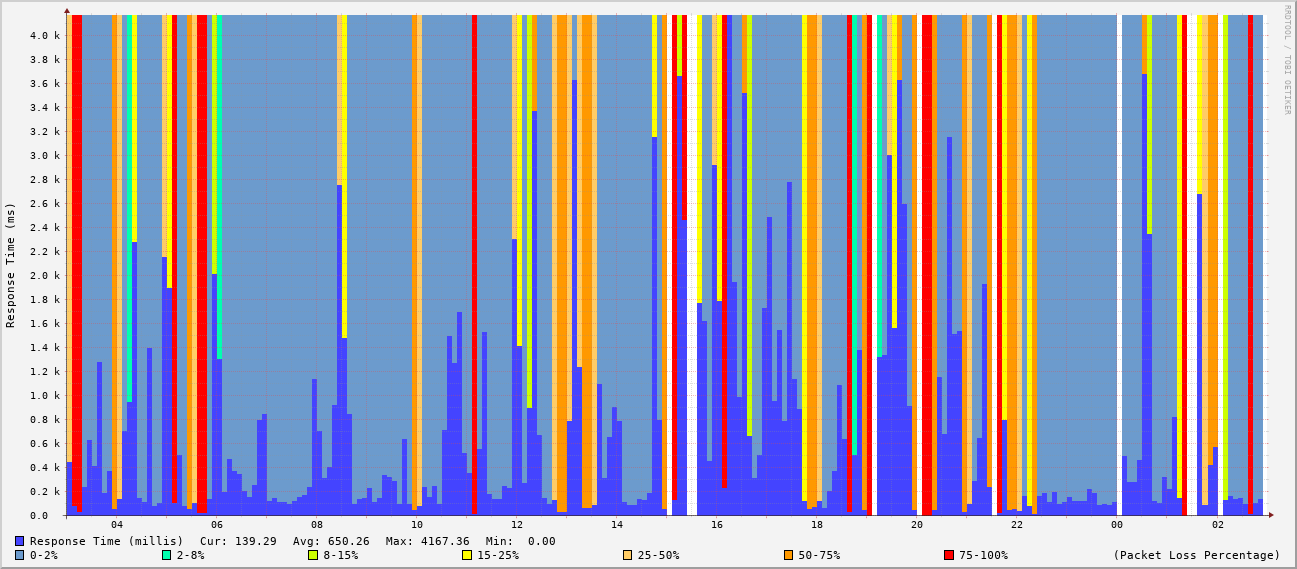 RRDTOOL / TOBI OETIKER
Response Time (ms)
4.0 k
3.8 k
3.6 k
3.4 k
3.2 k
3.0 k
2.8 k
2.6 k
2.4 k
2.2 k
2.0 k
1.8 k
1.6 k
1.4 k
1.2 k
1.0 k
0.8 k
0.6 k
0.4 k
0.2 k
0.0
04 06 08 10 12 14 16 18 20 22 00 02
Response Time (millis) Cur: 139.29 Avg: 650.26 Max: 4167.36 Min: 0.00
0-2% 2-8% 8-15% 15-25% 25-50% 50-75% 75-100% (Packet Loss Percentage)